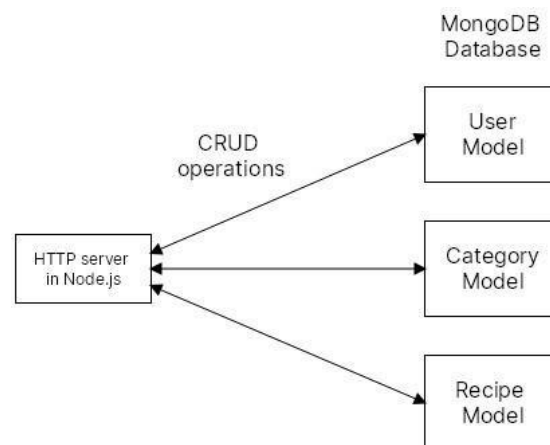 MongoDB
Database
User
Model
CRUD
operations
HTTP server
in Node.js
Category
Model
Recipe
Model